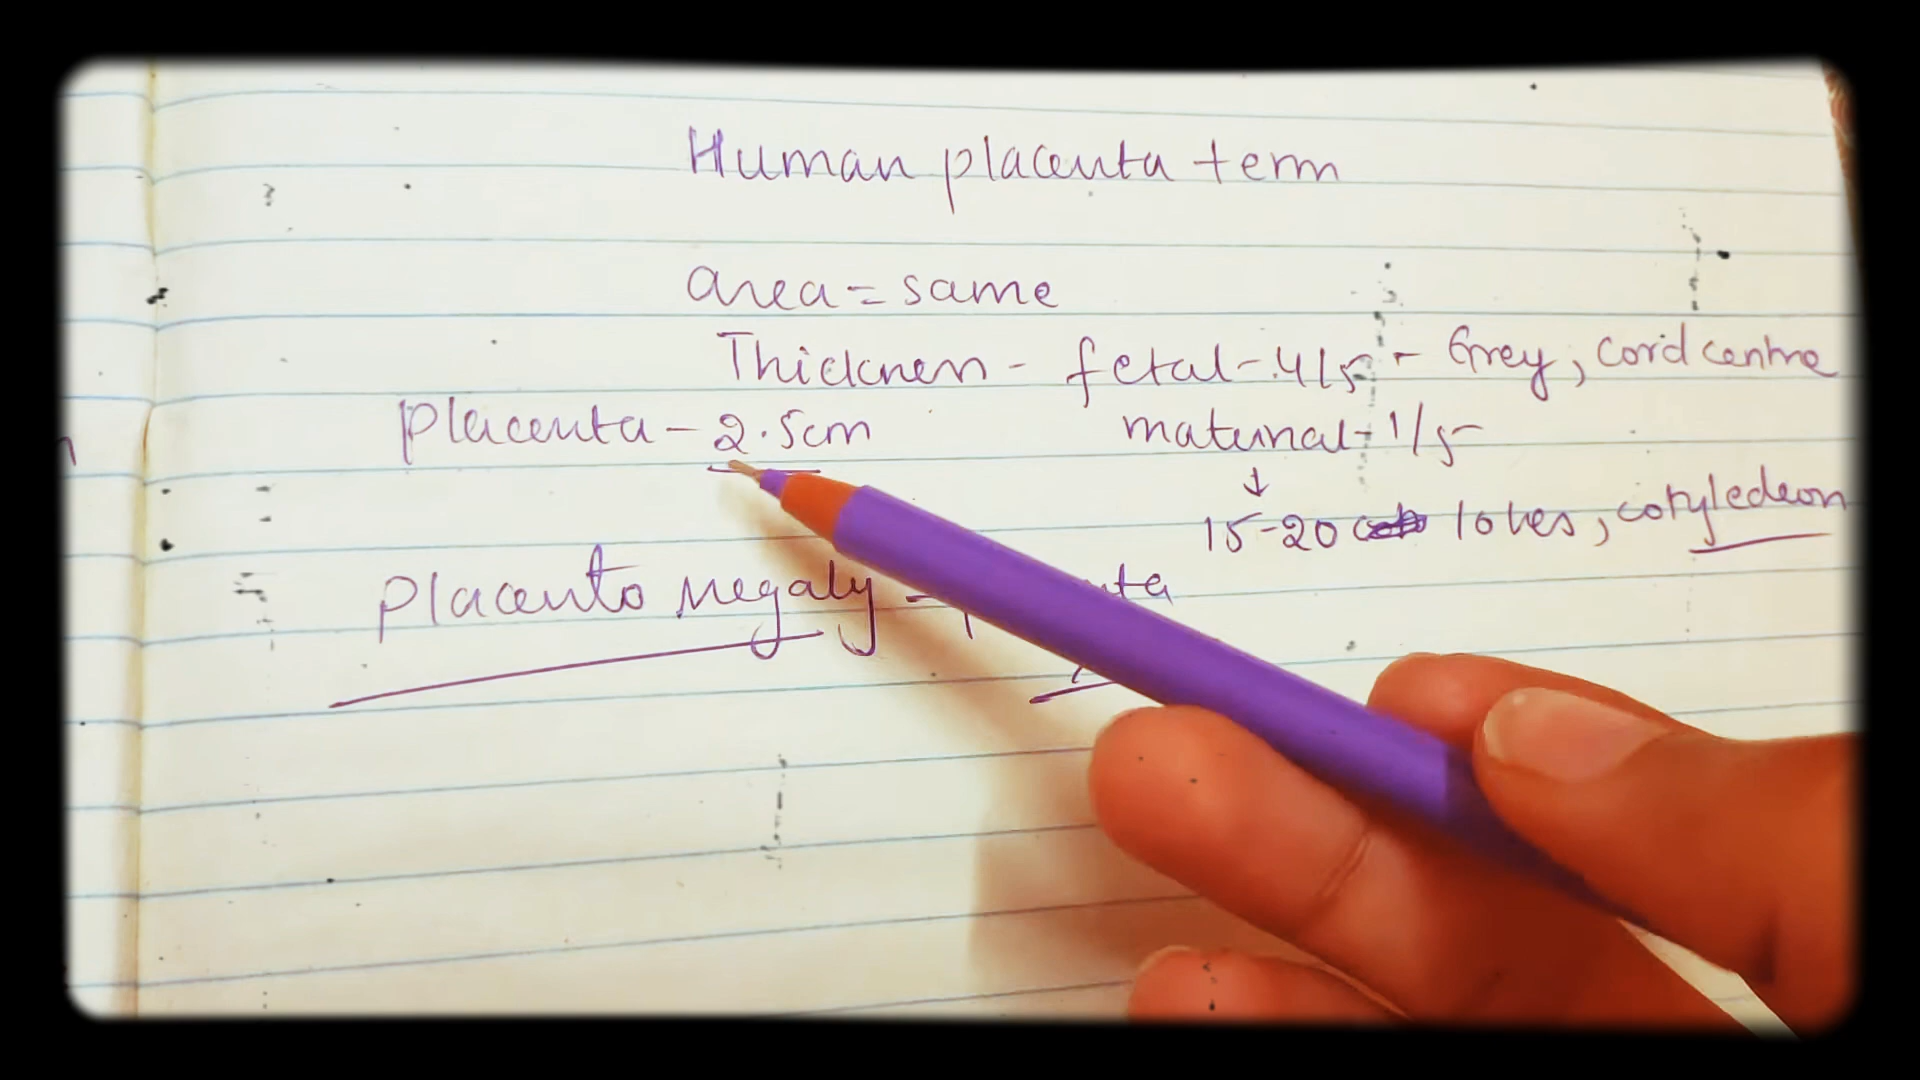 Human placenta term
area = same
Thickness - fetal - 4/5 - Grey, cord centre
placenta - 2.5cm
maternal - 1/5
↓
15-20 lobes, cotyledeon
placento megaly -